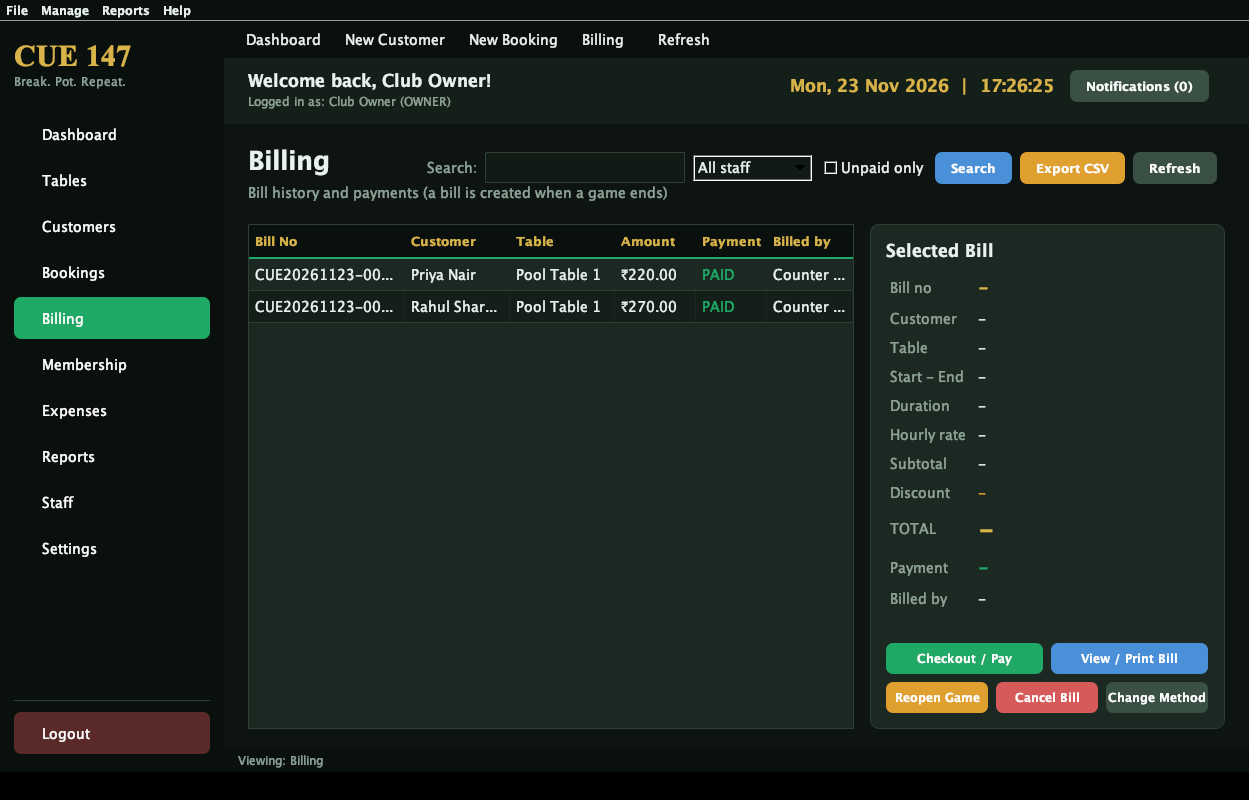 File Manage Reports Help
CUE 147
Break. Pot. Repeat.
Dashboard
Tables
Customers
Bookings
Billing
Membership
Expenses
Reports
Staff
Settings
Logout
Dashboard New Customer New Booking Billing Refresh
Welcome back, Club Owner!
Logged in as: Club Owner (OWNER)
Mon, 23 Nov 2026 | 17:26:25
Notifications (0)
Billing
Search: All staff Unpaid only Search Export CSV Refresh
Bill history and payments (a bill is created when a game ends)
Bill No Customer Table Amount Payment Billed by
CUE20261123-00... Priya Nair Pool Table 1 ₹220.00 PAID Counter ...
CUE20261123-00... Rahul Shar... Pool Table 1 ₹270.00 PAID Counter ...
Selected Bill
Bill no –
Customer –
Table –
Start – End –
Duration –
Hourly rate –
Subtotal –
Discount –
TOTAL –
Payment –
Billed by –
Checkout / Pay View / Print Bill
Reopen Game Cancel Bill Change Method
Viewing: Billing